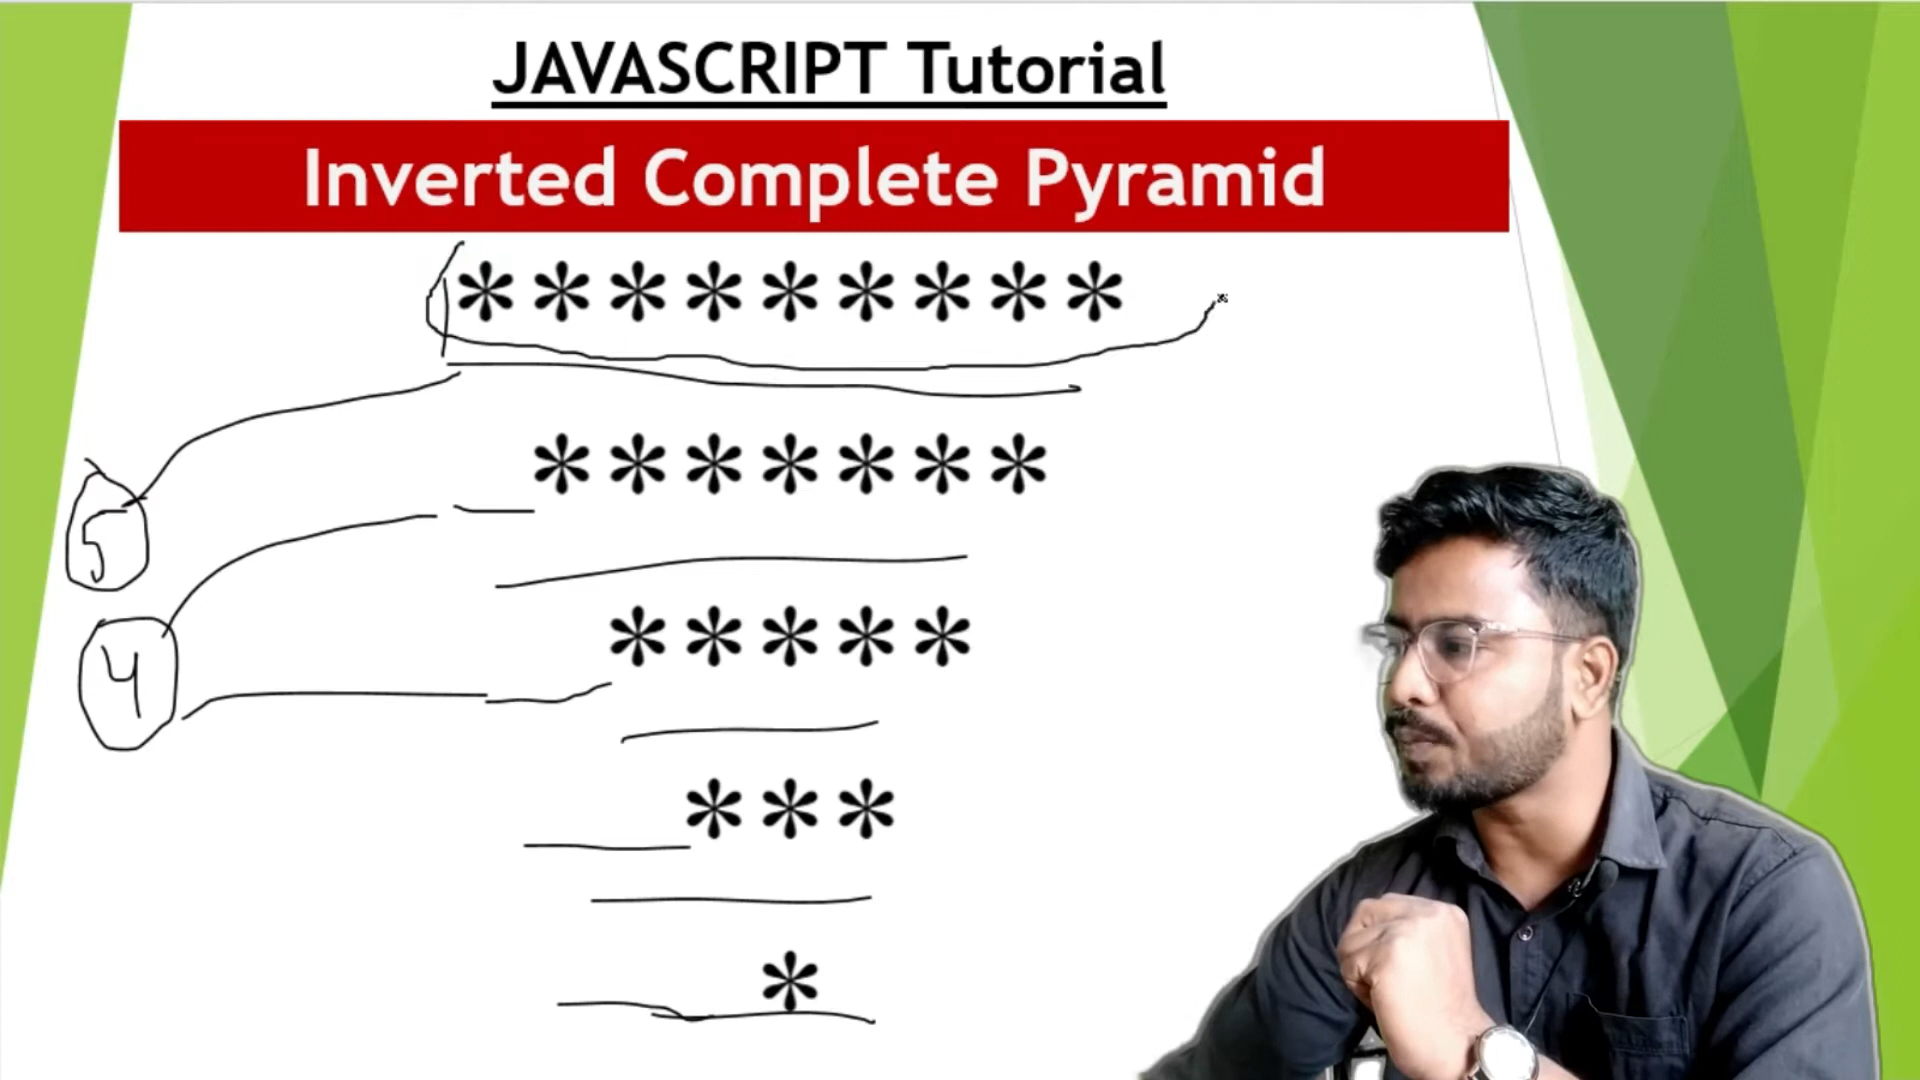 JAVASCRIPT Tutorial
Inverted Complete Pyramid
* * * * * * * * *
* * * * * * *
5
* * * * *
4
* * *
*